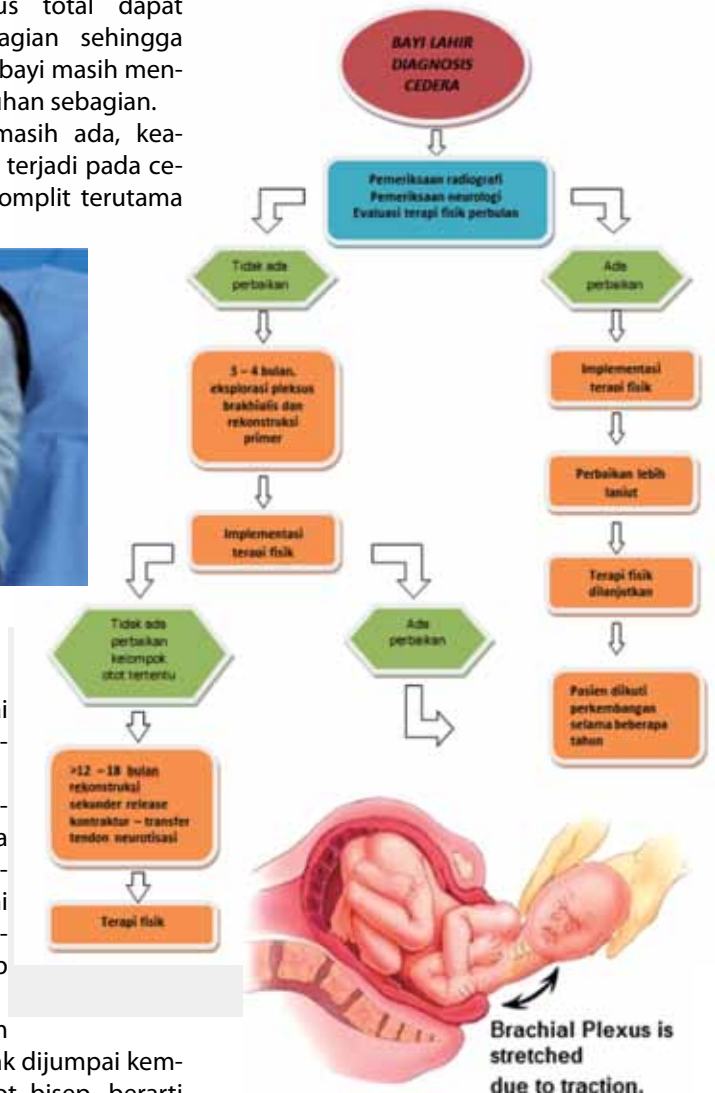 us total dapat
agian sehingga
bayi masih men-
uhan sebagian.
masih ada, kea-
terjadi pada ce-
omplit terutama
BAYI LAHIR
DIAGNOSIS
CEDERA
Pemeriksaan radiografi
Pemeriksaan neurologi
Evaluasi terapi fisik perbulan
Tidak ada
perbaikan
Ada
perbaikan
3 – 4 bulan,
eksplorasi pleksus
brakhialis dan
rekonstruksi
primer
Implementasi
terapi fisik
Perbaikan lebih
lanjut
Implementasi
terapi fisik
Terapi fisik
dilanjutkan
Tidak ada
perbaikan
kelompok
otot tertentu
Ada
perbaikan
Pasien diikuti
perkembangan
selama beberapa
tahun
>12 – 18 bulan
rekonstruksi
sekunder release
kontraktur – transfer
tendon neurotisasi
Terapi fisik
ai
-
-
a
-
ni
-
o
n
ak dijumpai kem-
ot bisep berarti
Brachial Plexus is
stretched
due to traction.